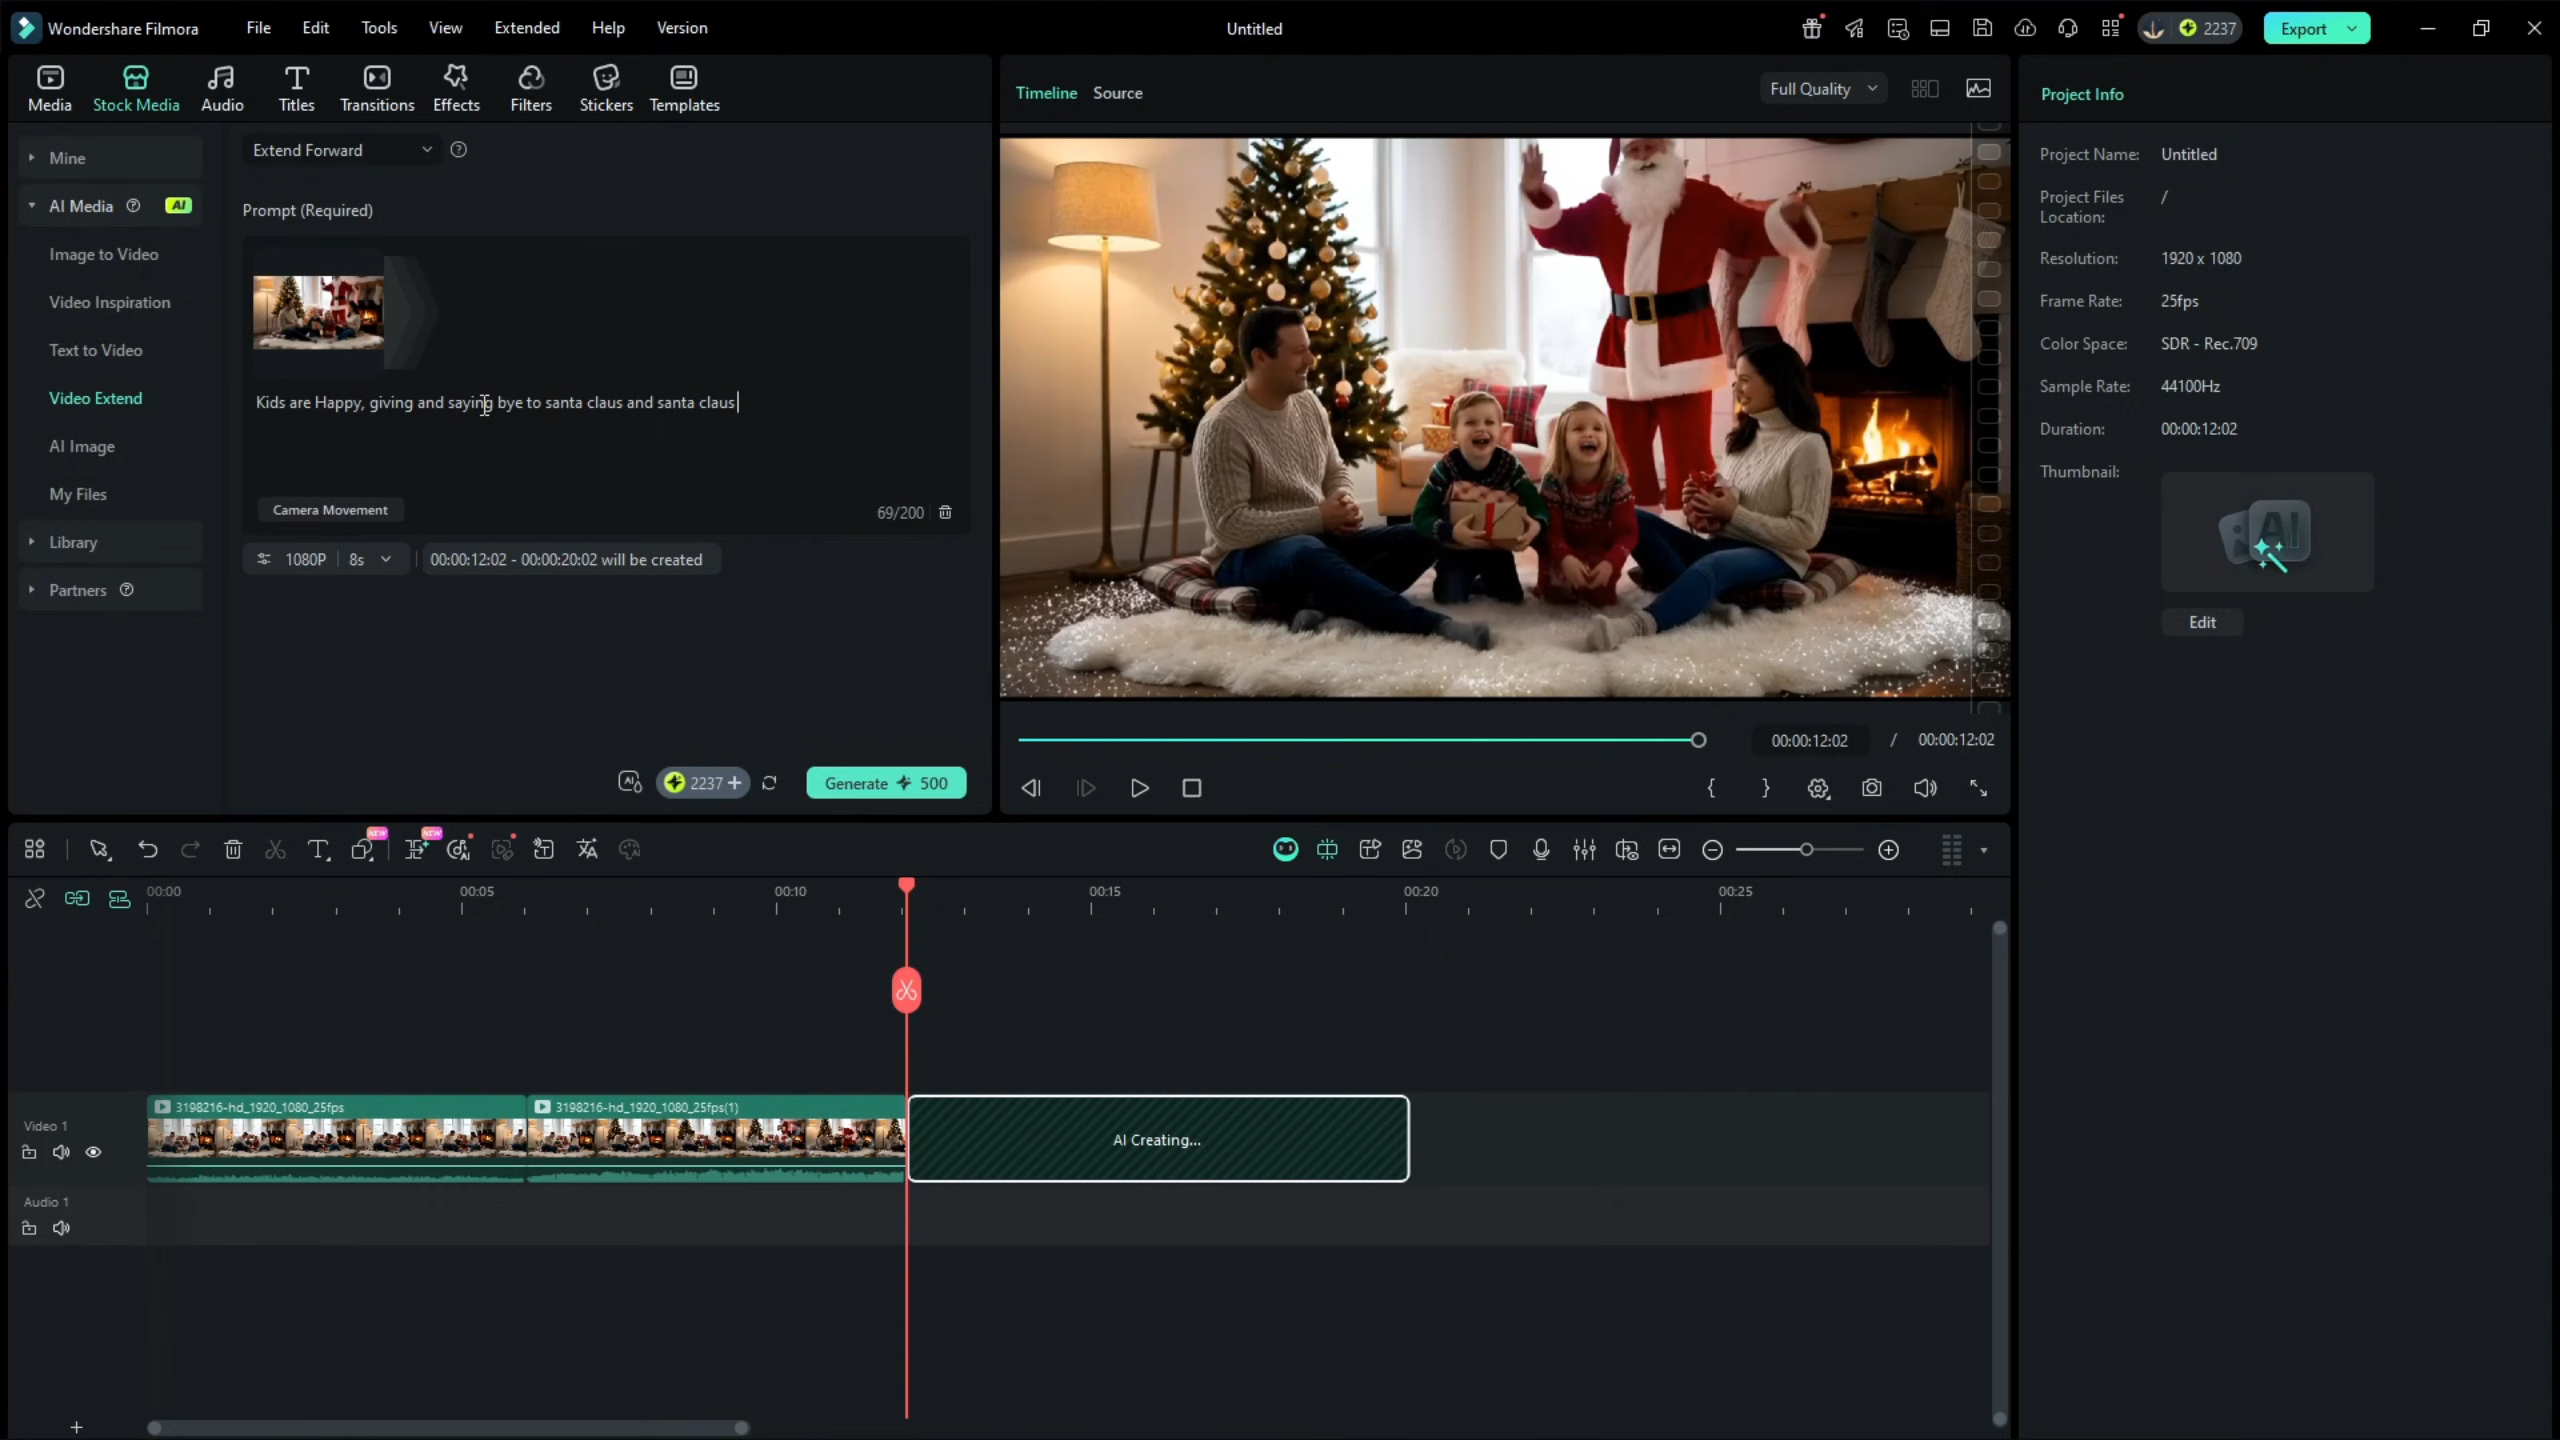 Wondershare Filmora File Edit Tools View Extended Help Version Untitled 2237 Export
Media Stock Media Audio Titles Transitions Effects Filters Stickers Templates
Mine
AI Media AI
Image to Video
Video Inspiration
Text to Video
Video Extend
AI Image
My Files
Library
Partners
Extend Forward
Prompt (Required)
Kids are Happy, giving and saying bye to santa claus and santa claus
Camera Movement 69/200
1080P 8s 00:00:12:02 - 00:00:20:02 will be created
AI 2237 Generate 500
Timeline Source Full Quality
00:00:12:02 / 00:00:12:02
Project Info
Project Name: Untitled
Project Files Location: /
Resolution: 1920 x 1080
Frame Rate: 25fps
Color Space: SDR - Rec.709
Sample Rate: 44100Hz
Duration: 00:00:12:02
Thumbnail:
AI
Edit
NEW NEW
00:00 00:05 00:10 00:15 00:20 00:25
Video 1
3198216-hd_1920_1080_25fps 3198216-hd_1920_1080_25fps(1)
AI Creating...
Audio 1